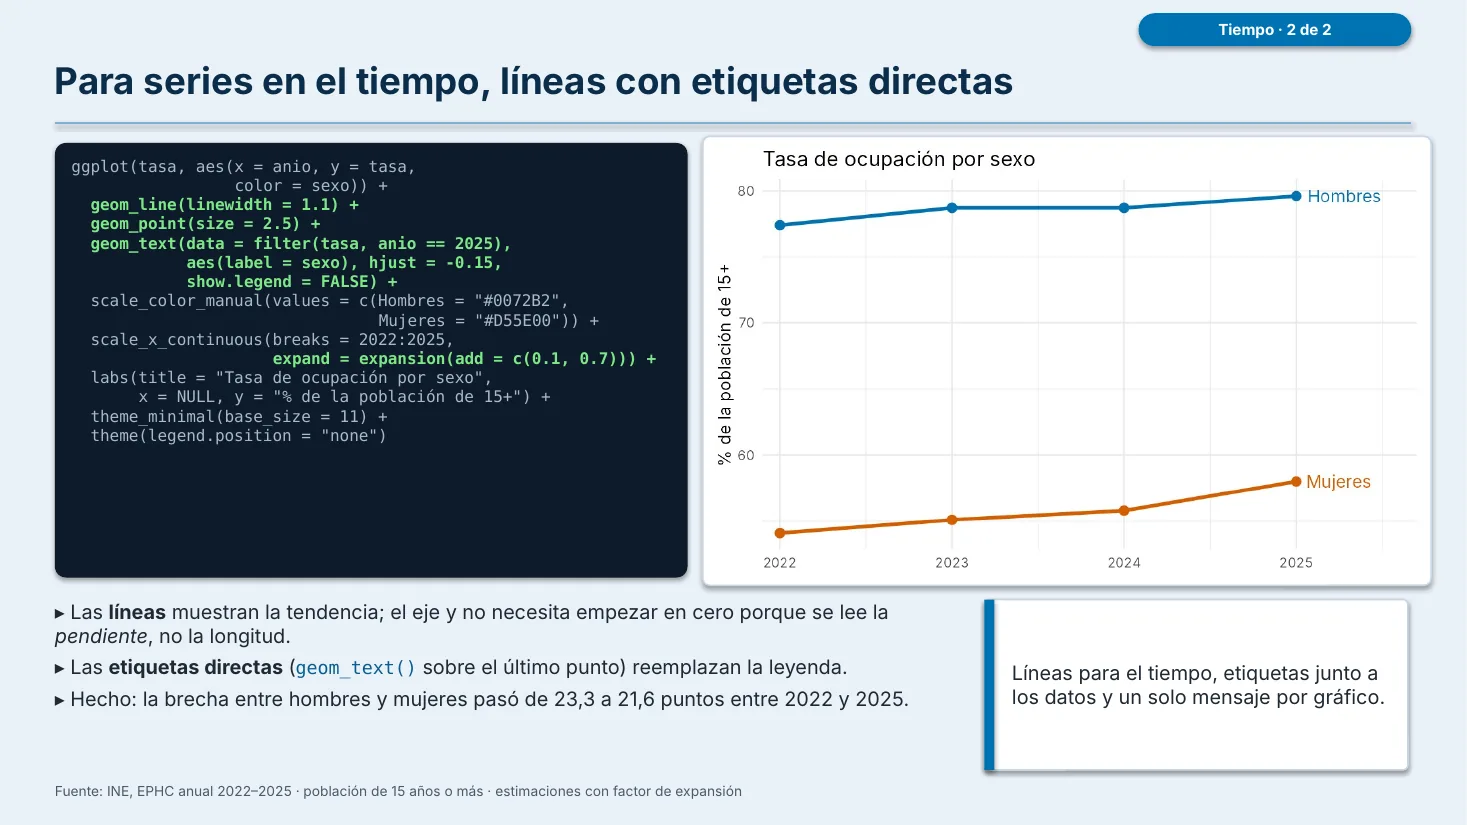 Tiempo · 2 de 2
Para series en el tiempo, líneas con etiquetas directas
ggplot(tasa, aes(x = anio, y = tasa,
                 color = sexo)) +
  geom_line(linewidth = 1.1) +
  geom_point(size = 2.5) +
  geom_text(data = filter(tasa, anio == 2025),
            aes(label = sexo), hjust = -0.15,
            show.legend = FALSE) +
  scale_color_manual(values = c(Hombres = "#0072B2",
                                Mujeres = "#D55E00")) +
  scale_x_continuous(breaks = 2022:2025,
                     expand = expansion(add = c(0.1, 0.7))) +
  labs(title = "Tasa de ocupación por sexo",
       x = NULL, y = "% de la población de 15+") +
  theme_minimal(base_size = 11) +
  theme(legend.position = "none")
Tasa de ocupación por sexo
% de la población de 15+
80
70
60
Hombres
Mujeres
2022 2023 2024 2025
▸ Las líneas muestran la tendencia; el eje y no necesita empezar en cero porque se lee la
pendiente, no la longitud.
▸ Las etiquetas directas (geom_text() sobre el último punto) reemplazan la leyenda.
▸ Hecho: la brecha entre hombres y mujeres pasó de 23,3 a 21,6 puntos entre 2022 y 2025.
Líneas para el tiempo, etiquetas junto a
los datos y un solo mensaje por gráfico.
Fuente: INE, EPHC anual 2022–2025 · población de 15 años o más · estimaciones con factor de expansión